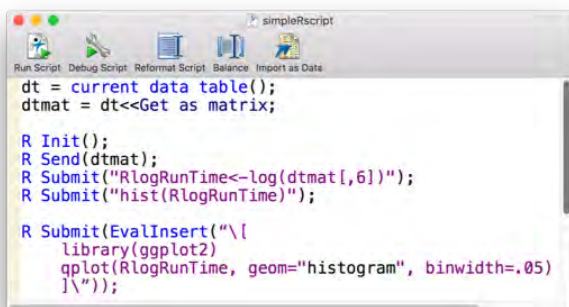 simpleRscript
Run Script Debug Script Reformat Script Balance Import as Data
dt = current data table();
dtmat = dt<<Get as matrix;
R Init();
R Send(dtmat);
R Submit("RlogRunTime<-log(dtmat[,6])");
R Submit("hist(RlogRunTime)");
R Submit(EvalInsert(“\[
library(ggplot2)
qplot(RlogRunTime, geom="histogram", binwidth=.05)
]\”));